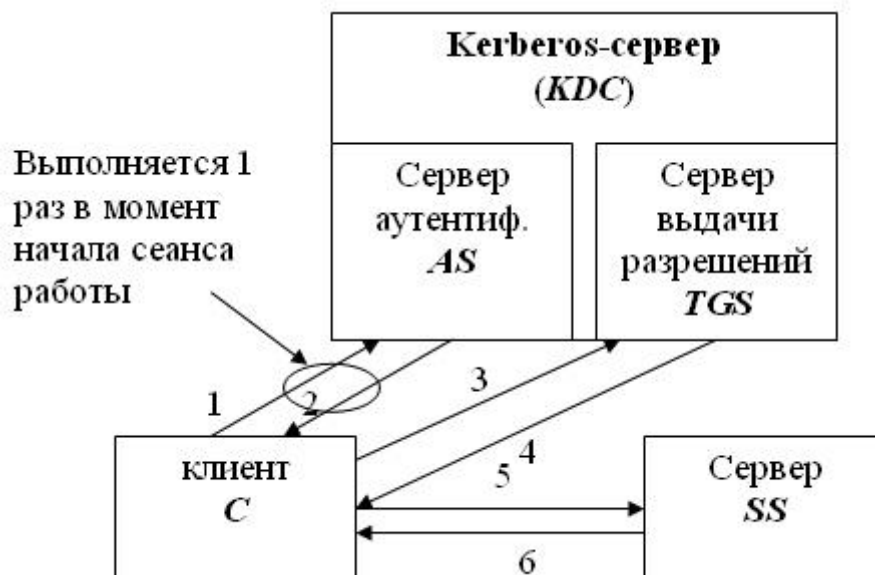 Kerberos-сервер
(KDC)
Выполняется 1
раз в момент
начала сеанса
работы
Сервер
аутентиф.
AS
Сервер
выдачи
разрешений
TGS
1
2
3
4
5
6
клиент
C
Сервер
SS